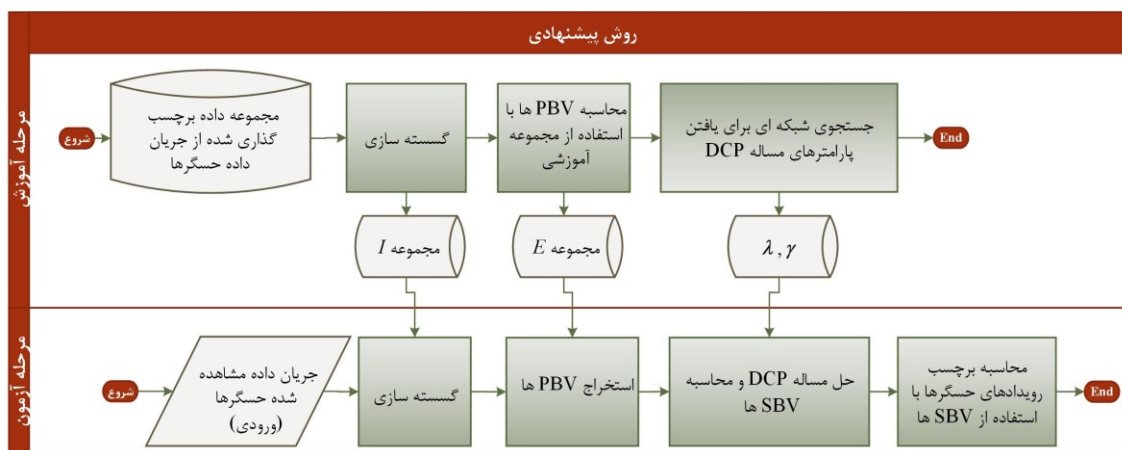 روش پیشنهادی
مرحله آموزش
شروع
مجموعه داده برچسب
گذاری شده از جریان
داده حسگرها
گسسته سازی
محاسبه PBV ها با
استفاده از مجموعه
آموزشی
جستجوی شبکه ای برای یافتن
پارامترهای مساله DCP
End
مجموعه I
مجموعه E
λ , γ
مرحله آزمون
شروع
جریان داده مشاهده
شده حسگرها
(ورودی)
گسسته سازی
استخراج PBV ها
حل مساله DCP و محاسبه
SBV ها
محاسبه برچسب
رویدادهای حسگرها با
استفاده از SBV ها
End